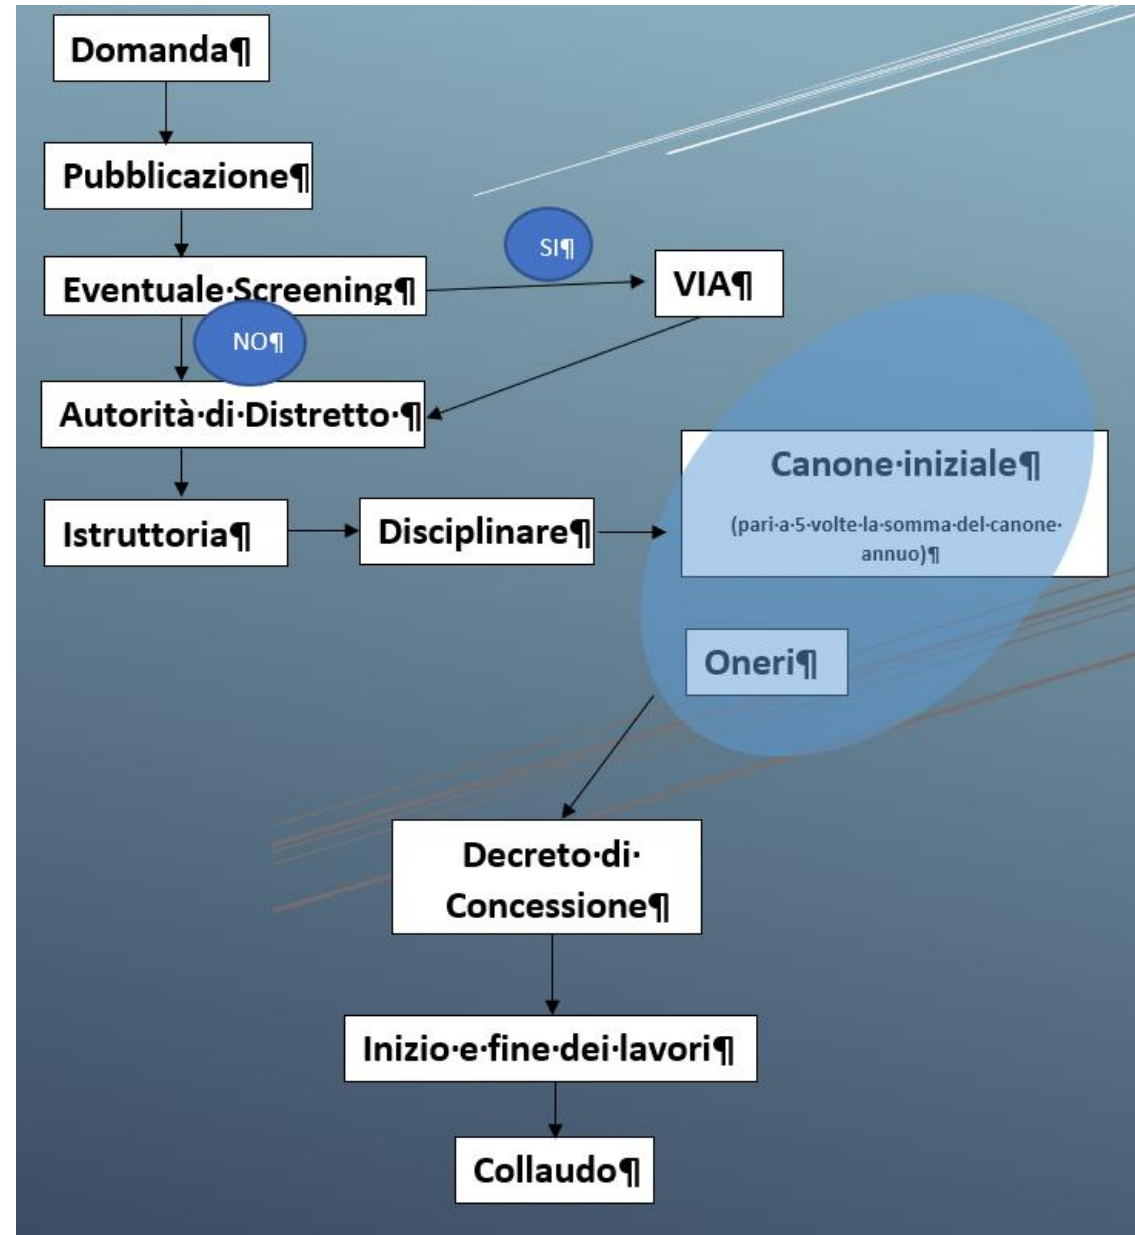 Domanda¶
Pubblicazione¶
SI¶
Eventuale·Screening¶
VIA¶
NO¶
Autorità·di·Distretto·¶
Canone·iniziale¶
(pari·a·5·volte·la·somma·del·canone·
annuo)¶
Istruttoria¶
Disciplinare¶
Oneri¶
Decreto·di·
Concessione¶
Inizio·e·fine·dei·lavori¶
Collaudo¶